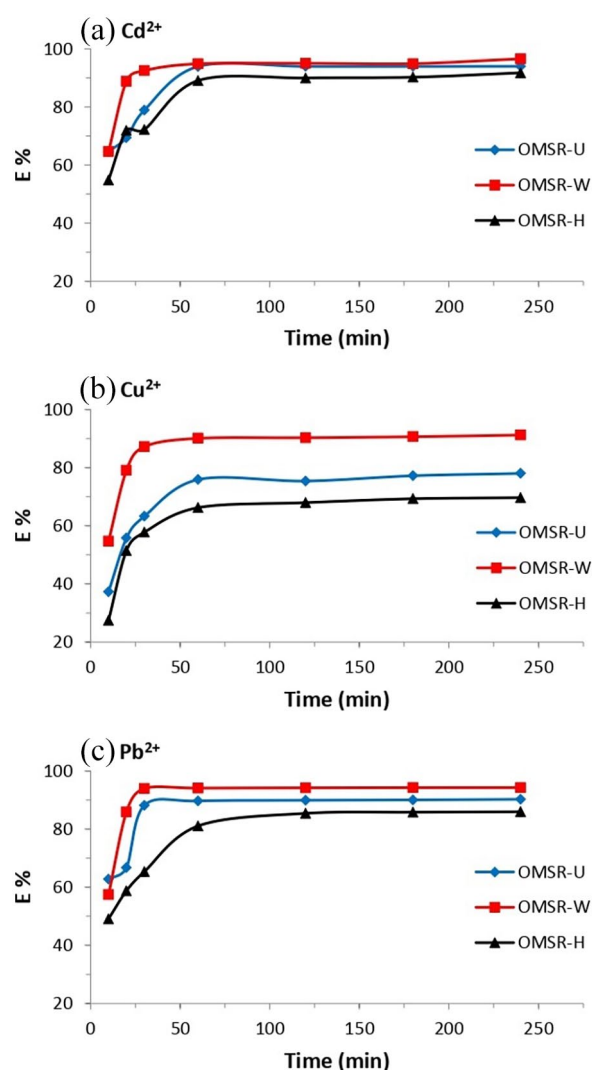 (a) Cd²⁺
100
80
60
40
20
E %
0 50 100 150 200 250
Time (min)
OMSR-U
OMSR-W
OMSR-H
(b) Cu²⁺
100
80
60
40
20
E %
0 50 100 150 200 250
Time (min)
OMSR-U
OMSR-W
OMSR-H
(c) Pb²⁺
100
80
60
40
20
E %
0 50 100 150 200 250
Time (min)
OMSR-U
OMSR-W
OMSR-H